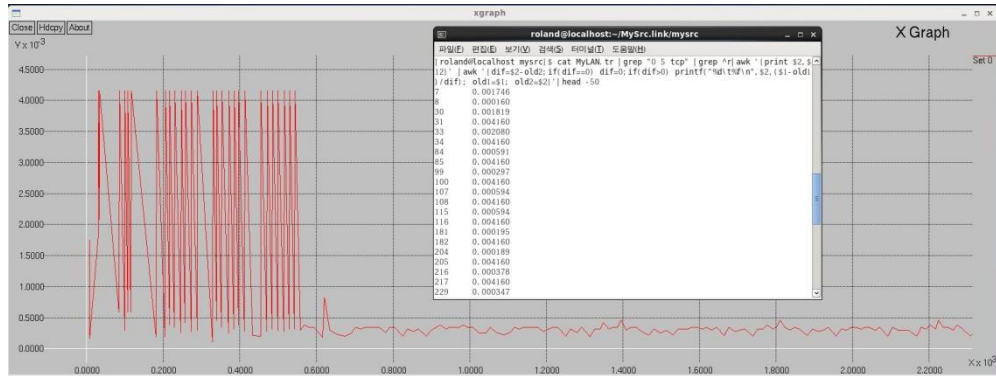 xgraph
Close Hdcpy About
X Graph
Y x 10-3
Set 0
4.5000
4.0000
3.5000
3.0000
2.5000
2.0000
1.5000
1.0000
0.5000
0.0000
0.0000 0.2000 0.4000 0.6000 0.8000 1.0000 1.2000 1.4000 1.6000 1.8000 2.0000 2.2000
X x 103
roland@localhost:~/MySrc.link/mysrc
파일(F) 편집(E) 보기(V) 검색(S) 터미널(T) 도움말(H)
[roland@localhost mysrc]$ cat MyLAN.tr |grep "0 5 tcp" |grep ^r| awk '{print $2,$
12}' | awk '{dif=$2-old2; if(dif==0) dif=0; if(dif>0) printf("%d\t%f\n",$2,($1-old1
)/dif); old1=$1; old2=$2}'| head -50
7 0.001746
8 0.000160
30 0.001819
31 0.004160
33 0.002080
34 0.004160
84 0.000591
85 0.004160
99 0.000297
100 0.004160
107 0.000594
108 0.004160
115 0.000594
116 0.004160
181 0.000195
182 0.004160
204 0.000189
205 0.004160
216 0.000378
217 0.004160
229 0.000347